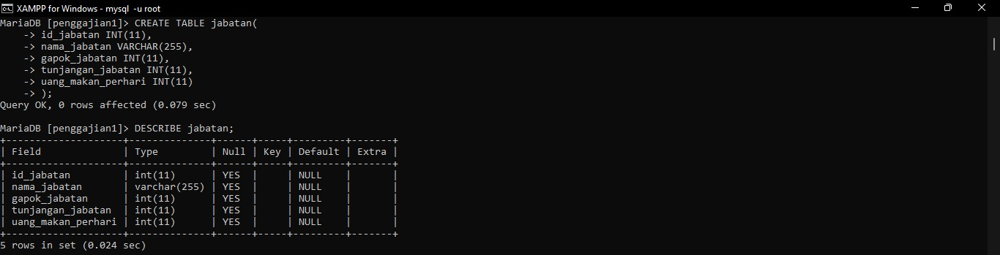 XAMPP for Windows - mysql -u root
MariaDB [penggajian1]> CREATE TABLE jabatan(
    -> id_jabatan INT(11),
    -> nama_jabatan VARCHAR(255),
    -> gapok_jabatan INT(11),
    -> tunjangan_jabatan INT(11),
    -> uang_makan_perhari INT(11)
    -> );
Query OK, 0 rows affected (0.079 sec)

MariaDB [penggajian1]> DESCRIBE jabatan;
+--------------------+--------------+------+-----+---------+-------+
| Field              | Type         | Null | Key | Default | Extra |
+--------------------+--------------+------+-----+---------+-------+
| id_jabatan         | int(11)      | YES  |     | NULL    |       |
| nama_jabatan       | varchar(255) | YES  |     | NULL    |       |
| gapok_jabatan      | int(11)      | YES  |     | NULL    |       |
| tunjangan_jabatan  | int(11)      | YES  |     | NULL    |       |
| uang_makan_perhari | int(11)      | YES  |     | NULL    |       |
+--------------------+--------------+------+-----+---------+-------+
5 rows in set (0.024 sec)